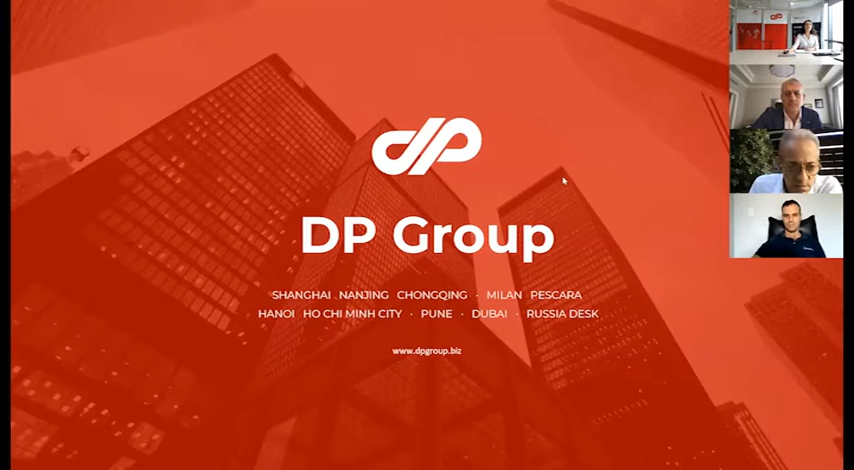 dp
DP Group
SHANGHAI NANJING CHONGQING · MILAN PESCARA
HANOI HO CHI MINH CITY · PUNE · DUBAI · RUSSIA DESK
www.dpgroup.biz